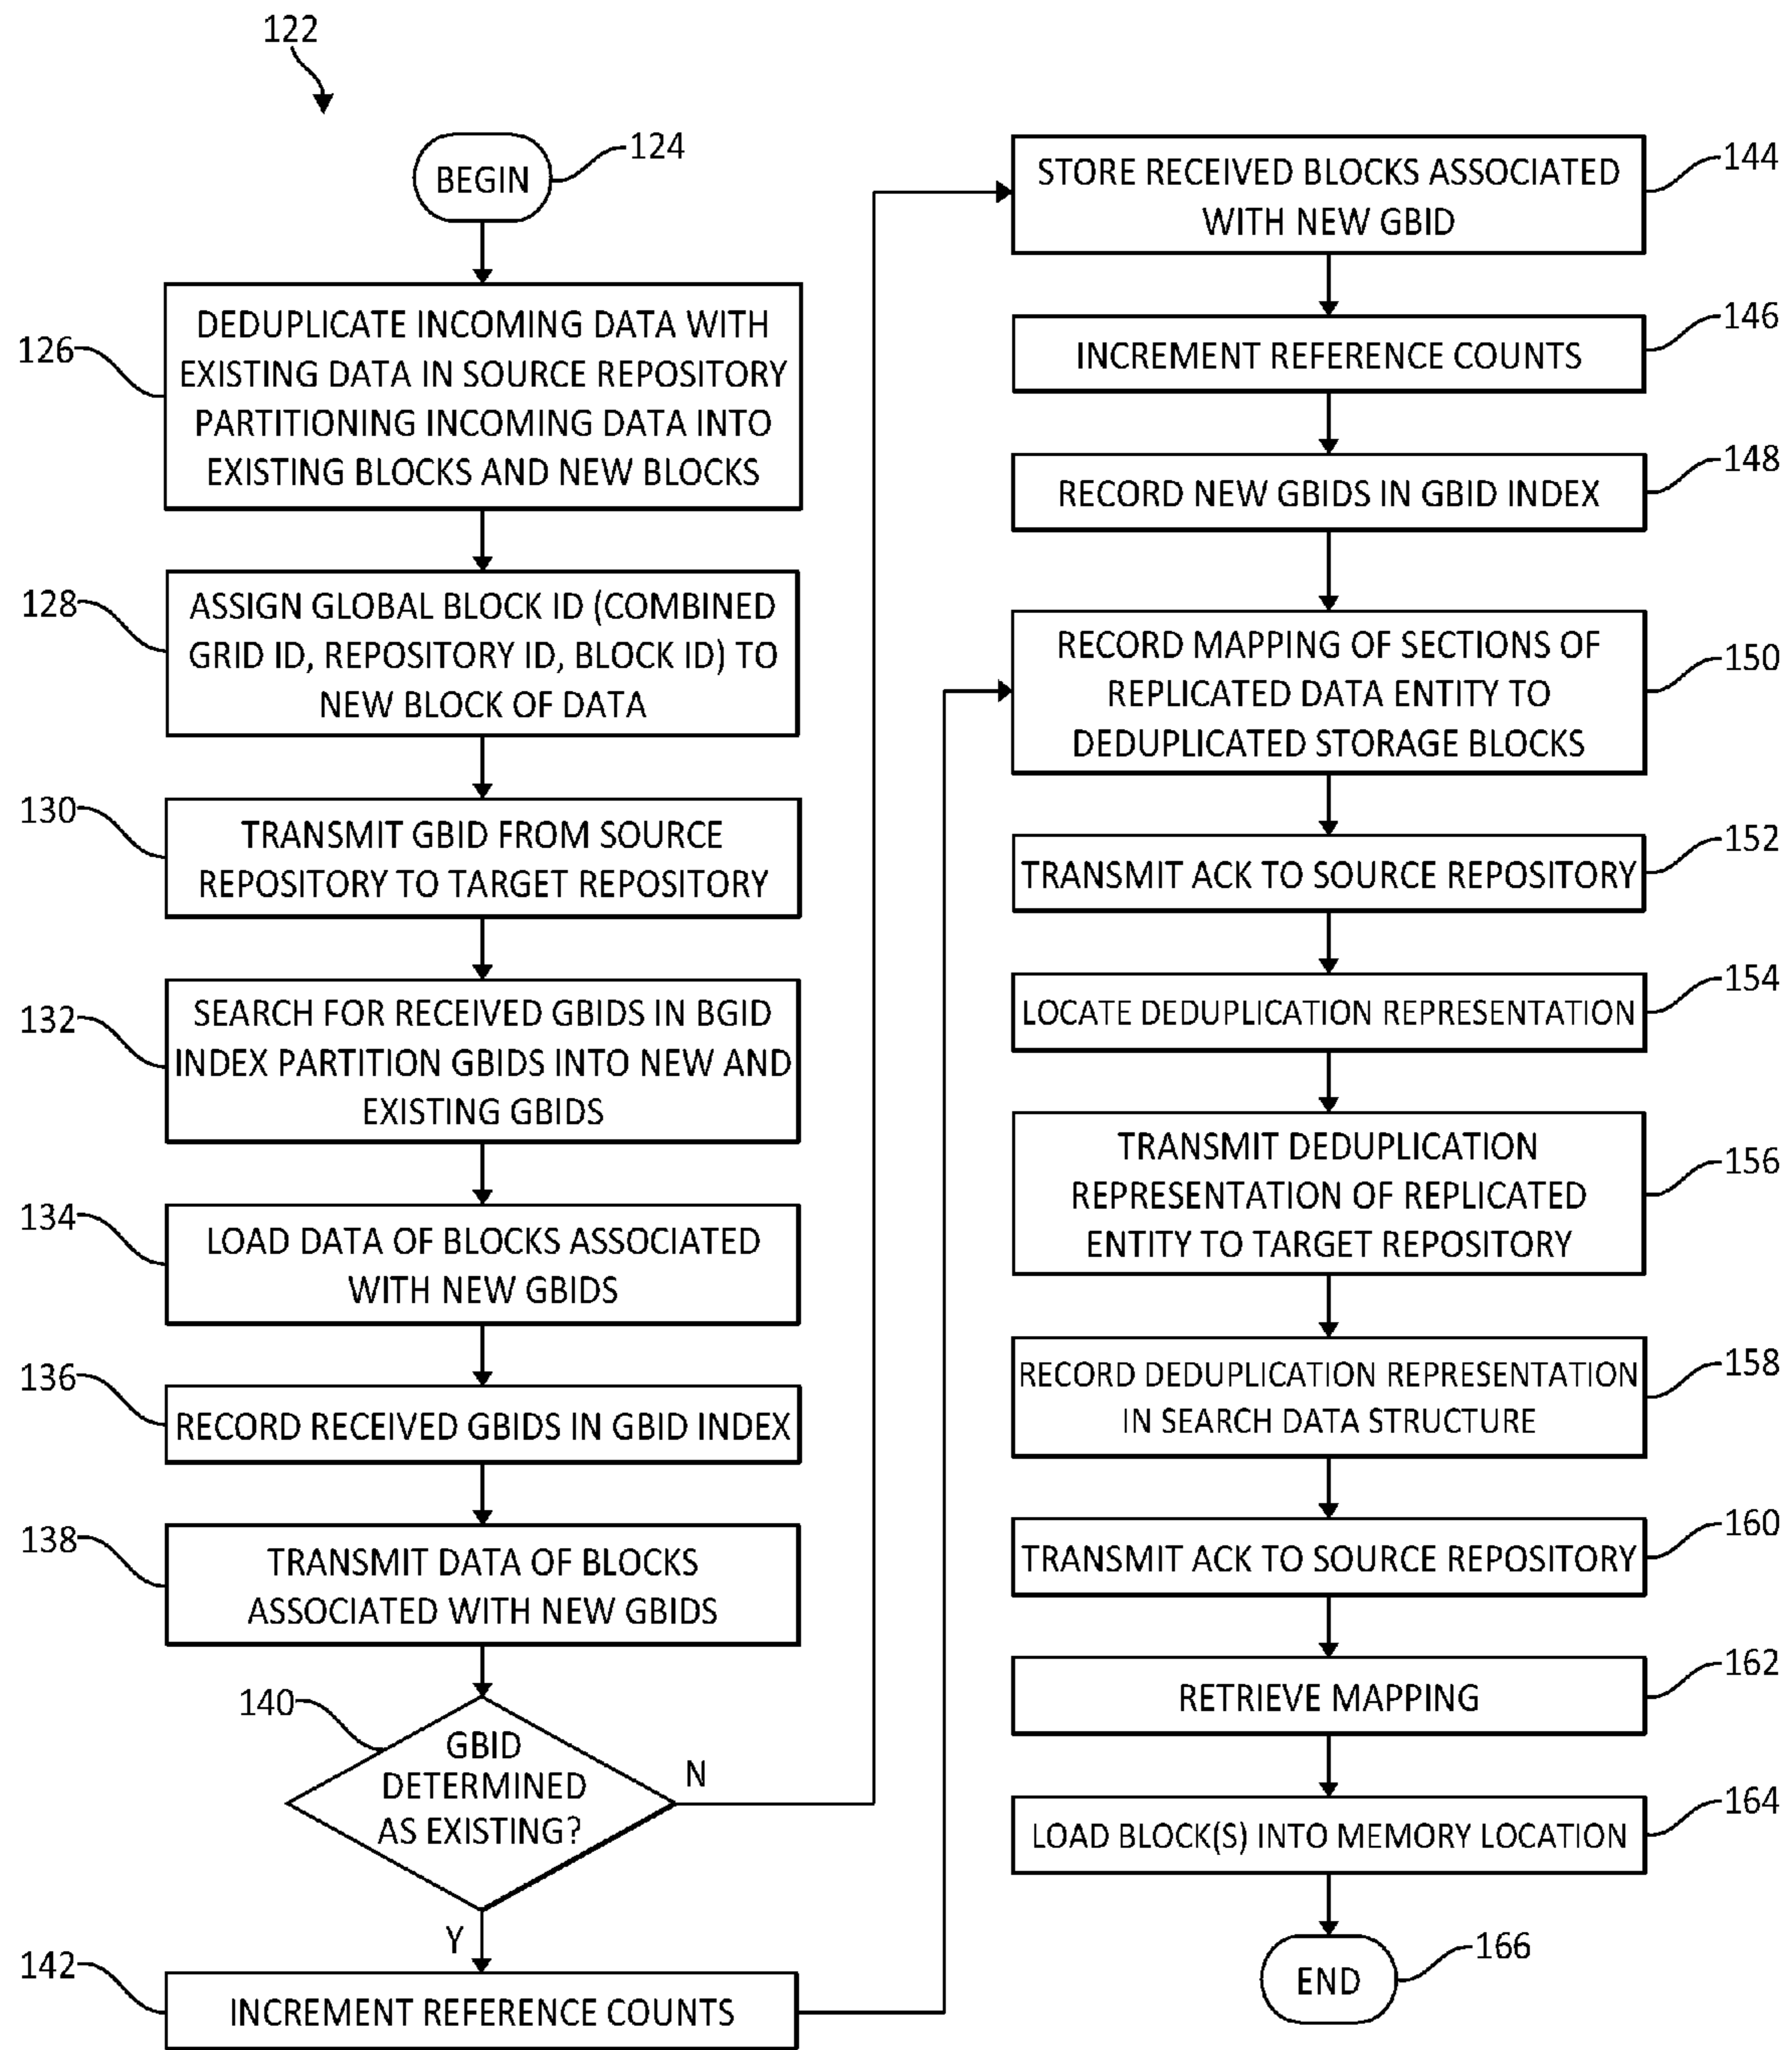 122
BEGIN
124
126
DEDUPLICATE INCOMING DATA WITH
EXISTING DATA IN SOURCE REPOSITORY
PARTITIONING INCOMING DATA INTO
EXISTING BLOCKS AND NEW BLOCKS
128
ASSIGN GLOBAL BLOCK ID (COMBINED
GRID ID, REPOSITORY ID, BLOCK ID) TO
NEW BLOCK OF DATA
130
TRANSMIT GBID FROM SOURCE
REPOSITORY TO TARGET REPOSITORY
132
SEARCH FOR RECEIVED GBIDS IN BGID
INDEX PARTITION GBIDS INTO NEW AND
EXISTING GBIDS
134
LOAD DATA OF BLOCKS ASSOCIATED
WITH NEW GBIDS
136
RECORD RECEIVED GBIDS IN GBID INDEX
138
TRANSMIT DATA OF BLOCKS
ASSOCIATED WITH NEW GBIDS
140
GBID
DETERMINED
AS EXISTING?
N
Y
142
INCREMENT REFERENCE COUNTS
144
STORE RECEIVED BLOCKS ASSOCIATED
WITH NEW GBID
146
INCREMENT REFERENCE COUNTS
148
RECORD NEW GBIDS IN GBID INDEX
150
RECORD MAPPING OF SECTIONS OF
REPLICATED DATA ENTITY TO
DEDUPLICATED STORAGE BLOCKS
152
TRANSMIT ACK TO SOURCE REPOSITORY
154
LOCATE DEDUPLICATION REPRESENTATION
156
TRANSMIT DEDUPLICATION
REPRESENTATION OF REPLICATED
ENTITY TO TARGET REPOSITORY
158
RECORD DEDUPLICATION REPRESENTATION
IN SEARCH DATA STRUCTURE
160
TRANSMIT ACK TO SOURCE REPOSITORY
162
RETRIEVE MAPPING
164
LOAD BLOCK(S) INTO MEMORY LOCATION
166
END